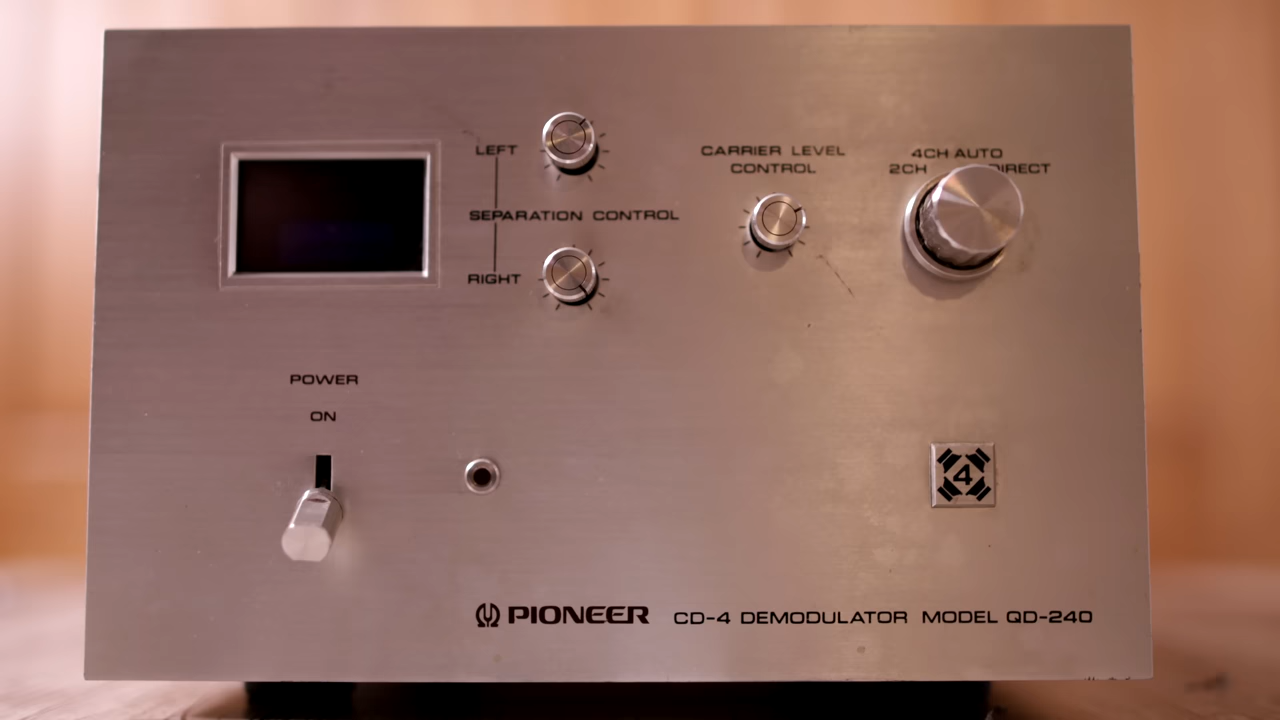 LEFT
SEPARATION CONTROL
RIGHT
CARRIER LEVEL
CONTROL
4CH AUTO
2CH DIRECT
POWER
ON
4
PIONEER CD-4 DEMODULATOR MODEL QD-240